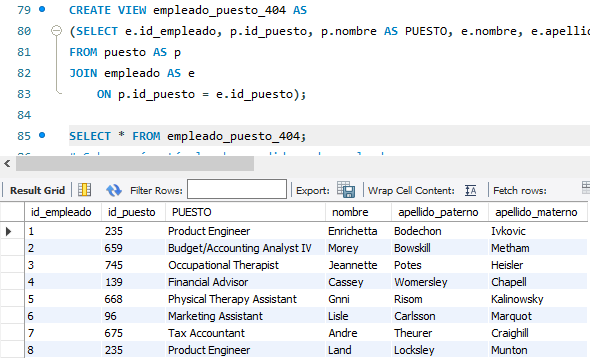 79 CREATE VIEW empleado_puesto_404 AS
80 (SELECT e.id_empleado, p.id_puesto, p.nombre AS PUESTO, e.nombre, e.apellid
81 FROM puesto AS p
82 JOIN empleado AS e
83 ON p.id_puesto = e.id_puesto);
84
85 SELECT * FROM empleado_puesto_404;
Result Grid Filter Rows: Export: Wrap Cell Content: IA Fetch rows:
id_empleado id_puesto PUESTO nombre apellido_paterno apellido_materno
1 235 Product Engineer Enrichetta Bodechon Ivkovic
2 659 Budget/Accounting Analyst IV Morey Bowskill Metham
3 745 Occupational Therapist Jeannette Potes Heisler
4 139 Financial Advisor Cassey Womersley Chapell
5 668 Physical Therapy Assistant Gnni Risom Kalinowsky
6 96 Marketing Assistant Lisle Carlsson Marquot
7 675 Tax Accountant Andre Theurer Craighill
8 235 Product Engineer Land Locksley Munton